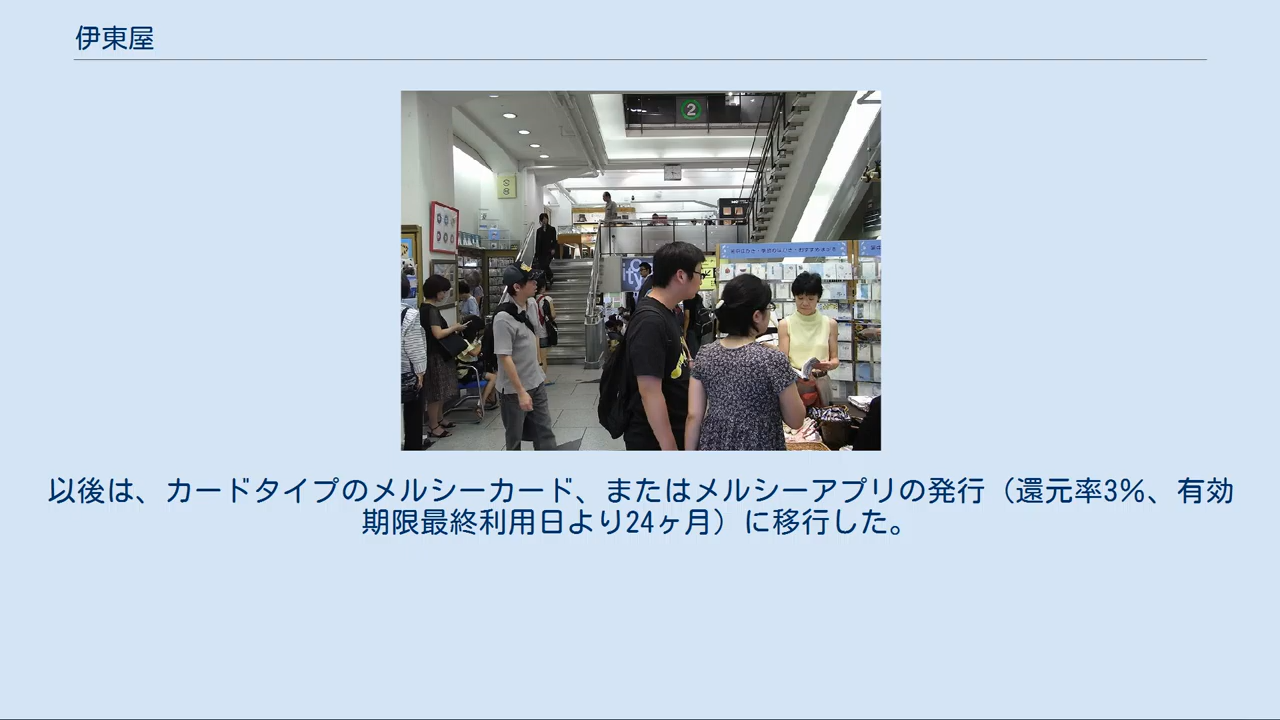 伊東屋
2
city
以後は、カードタイプのメルシーカード、またはメルシーアプリの発行（還元率3%、有効
期限最終利用日より24ヶ月）に移行した。